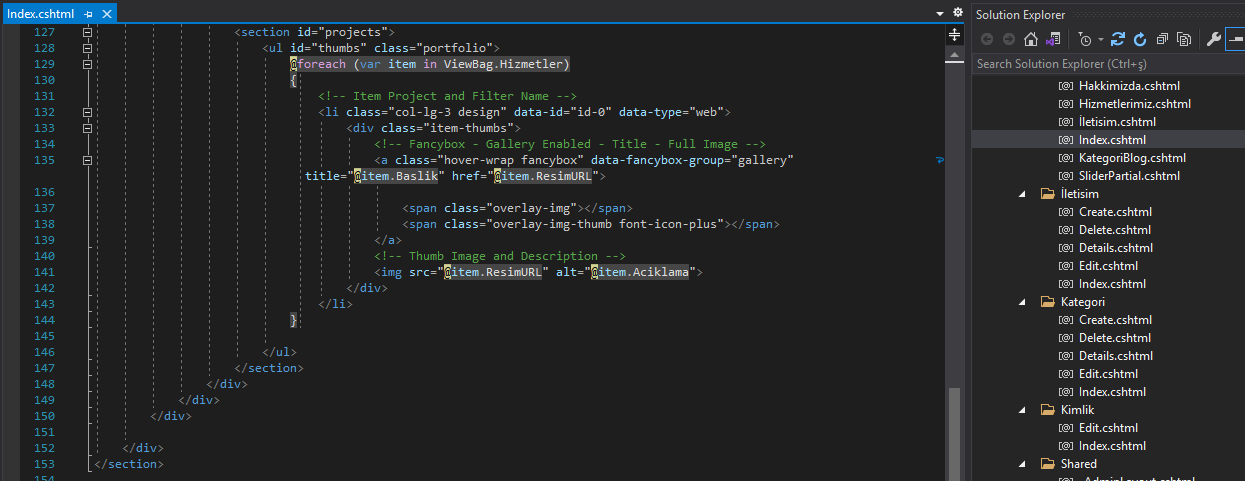 Index.cshtml
127 <section id="projects">
128 <ul id="thumbs" class="portfolio">
129 @foreach (var item in ViewBag.Hizmetler)
130 {
131 <!-- Item Project and Filter Name -->
132 <li class="col-lg-3 design" data-id="id-0" data-type="web">
133 <div class="item-thumbs">
134 <!-- Fancybox - Gallery Enabled - Title - Full Image -->
135 <a class="hover-wrap fancybox" data-fancybox-group="gallery"
title="@item.Baslik" href="@item.ResimURL">
136
137 <span class="overlay-img"></span>
138 <span class="overlay-img-thumb font-icon-plus"></span>
139 </a>
140 <!-- Thumb Image and Description -->
141 <img src="@item.ResimURL" alt="@item.Aciklama">
142 </div>
143 </li>
144 }
145
146 </ul>
147 </section>
148 </div>
149 </div>
150 </div>
151
152 </div>
153 </section>
Solution Explorer
Search Solution Explorer (Ctrl+ş)
Hakkimizda.cshtml
Hizmetlerimiz.cshtml
İletisim.cshtml
Index.cshtml
KategoriBlog.cshtml
SliderPartial.cshtml
İletisim
Create.cshtml
Delete.cshtml
Details.cshtml
Edit.cshtml
Index.cshtml
Kategori
Create.cshtml
Delete.cshtml
Details.cshtml
Edit.cshtml
Index.cshtml
Kimlik
Edit.cshtml
Index.cshtml
Shared